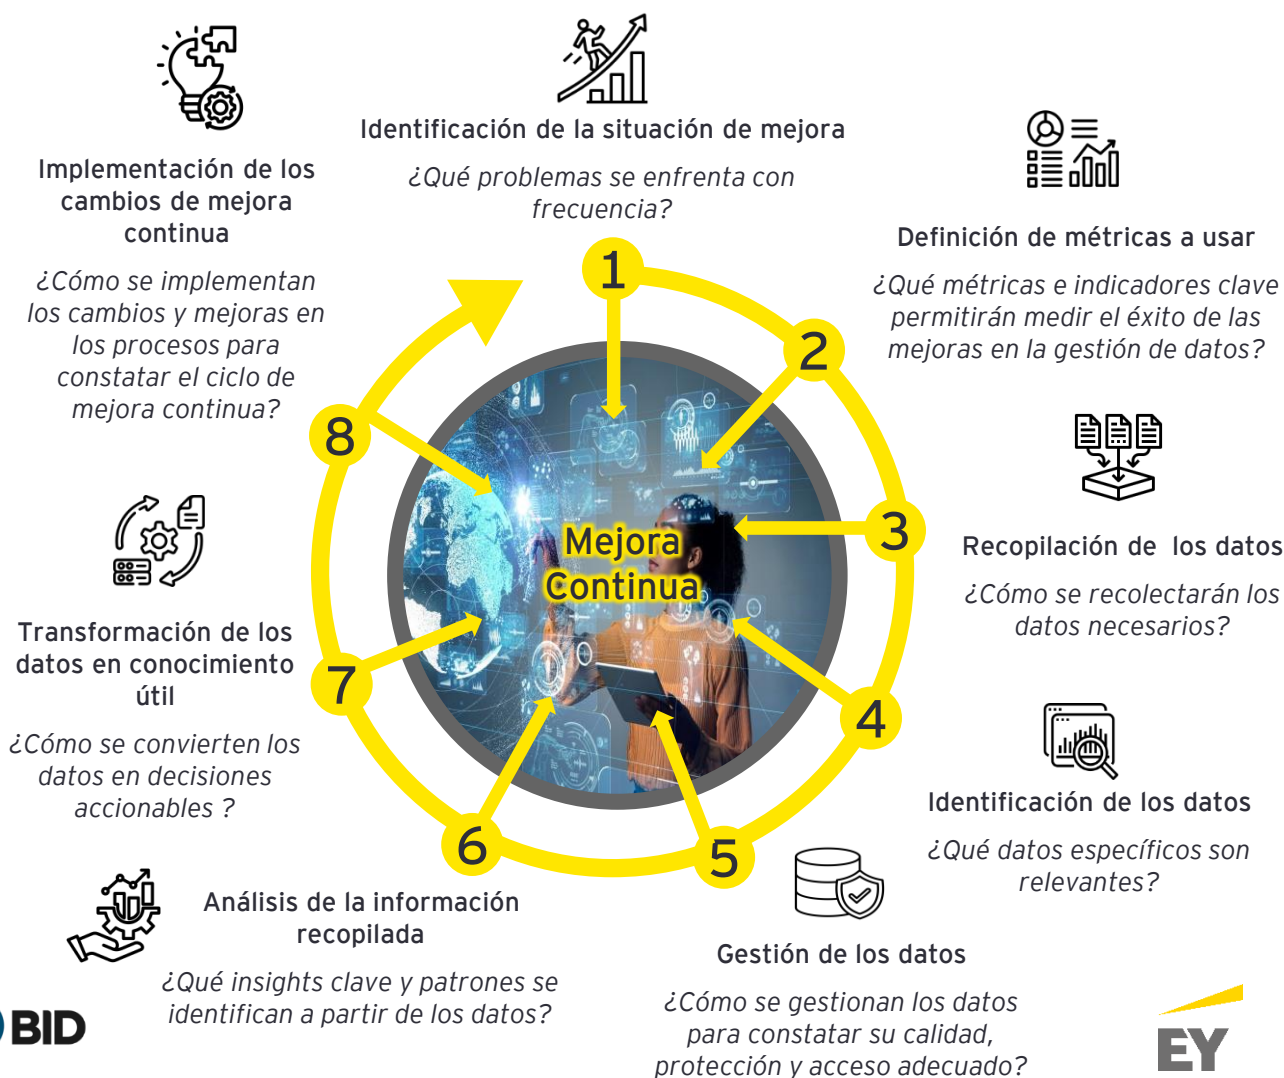 Identificación de la situación de mejora
¿Qué problemas se enfrenta con
frecuencia?
1
Definición de métricas a usar
¿Qué métricas e indicadores clave
permitirán medir el éxito de las
mejoras en la gestión de datos?
2
Recopilación de los datos
¿Cómo se recolectarán los
datos necesarios?
3
Identificación de los datos
¿Qué datos específicos son
relevantes?
4
Gestión de los datos
¿Cómo se gestionan los datos
para constatar su calidad,
protección y acceso adecuado?
5
Análisis de la información
recopilada
¿Qué insights clave y patrones se
identifican a partir de los datos?
6
Transformación de los
datos en conocimiento
útil
¿Cómo se convierten los
datos en decisiones
accionables ?
7
Implementación de los
cambios de mejora
continua
¿Cómo se implementan
los cambios y mejoras en
los procesos para
constatar el ciclo de
mejora continua?
8
Mejora
Continua
BID
EY